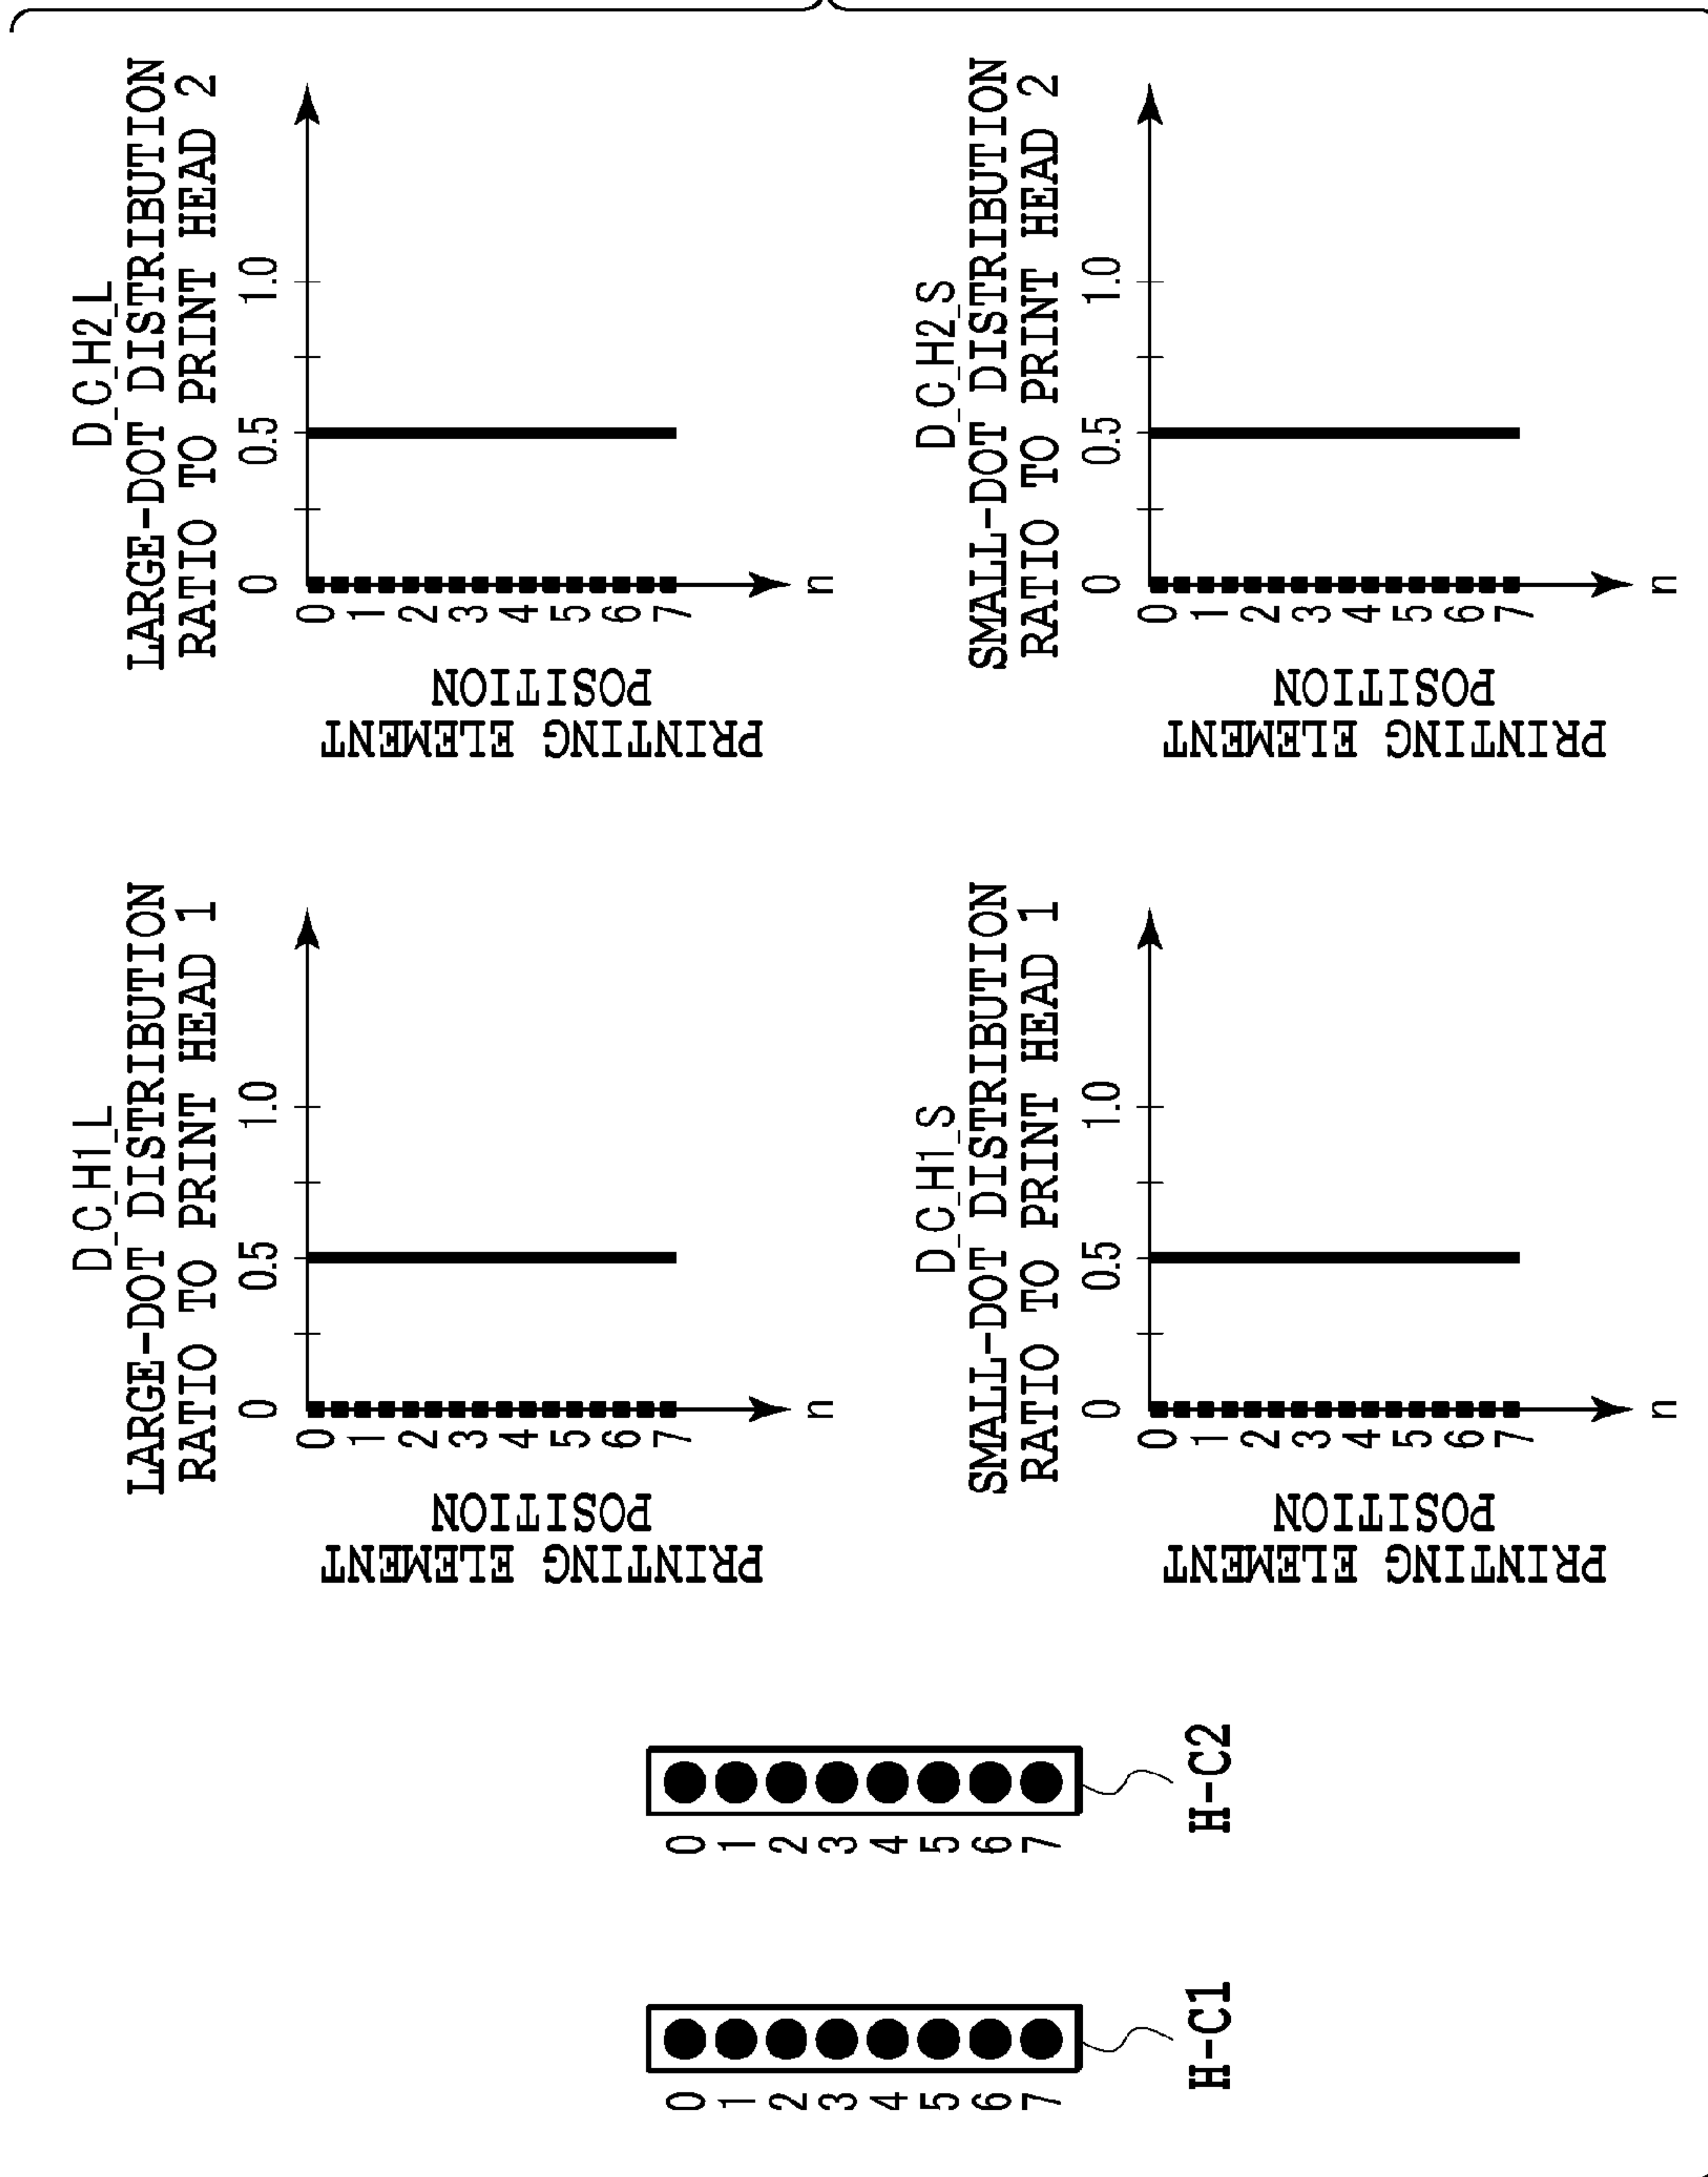 0
1
2
3
4
5
6
7
H-C1
0
1
2
3
4
5
6
7
H-C2
D_C_H1_L
LARGE-DOT DISTRIBUTION
RATIO TO PRINT HEAD 1
0 0.5 1.0
PRINTING ELEMENT
POSITION
0
1
2
3
4
5
6
7
n
D_C_H2_L
LARGE-DOT DISTRIBUTION
RATIO TO PRINT HEAD 2
0 0.5 1.0
PRINTING ELEMENT
POSITION
0
1
2
3
4
5
6
7
n
D_C_H1_S
SMALL-DOT DISTRIBUTION
RATIO TO PRINT HEAD 1
0 0.5 1.0
PRINTING ELEMENT
POSITION
0
1
2
3
4
5
6
7
n
D_C_H2_S
SMALL-DOT DISTRIBUTION
RATIO TO PRINT HEAD 2
0 0.5 1.0
PRINTING ELEMENT
POSITION
0
1
2
3
4
5
6
7
n